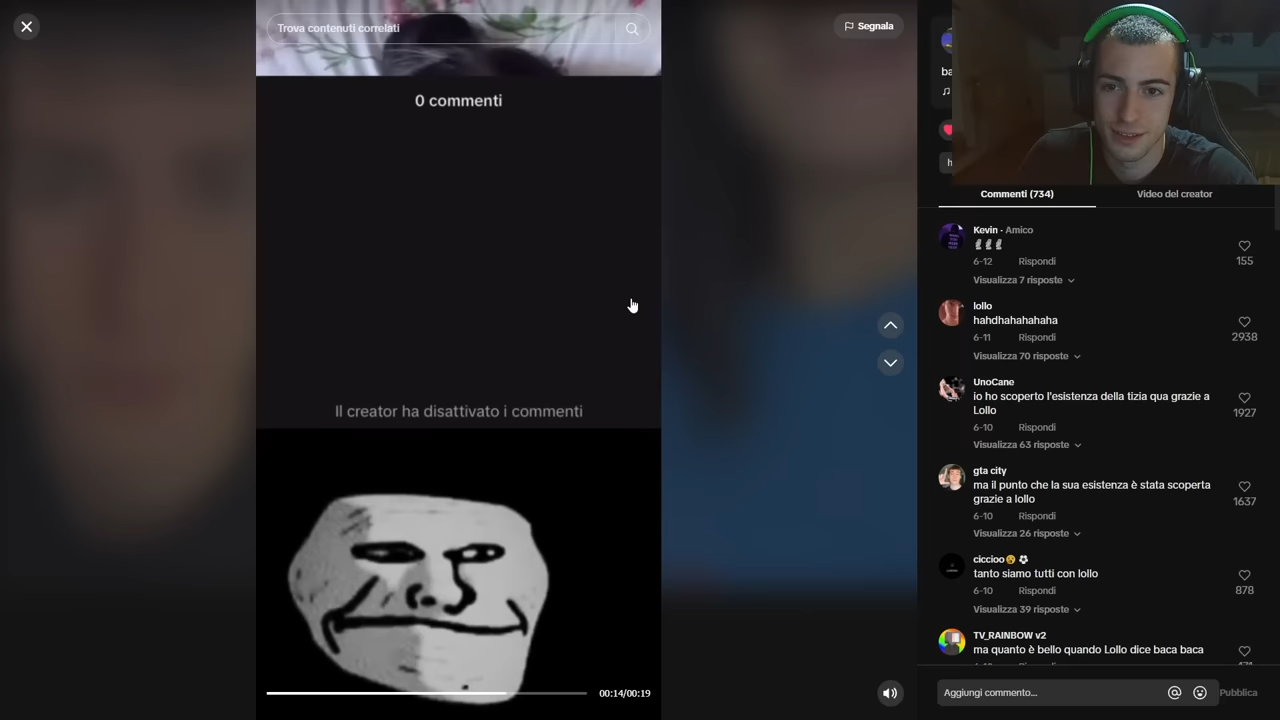 Trova contenuti correlati
Segnala
0 commenti
Il creator ha disattivato i commenti
00:14/00:19
ba
h
Commenti (734)
Video del creator
Kevin · Amico
6-12 Rispondi
155
Visualizza 7 risposte
lollo
hahdhahahahaha
6-11 Rispondi
2938
Visualizza 70 risposte
UnoCane
io ho scoperto l'esistenza della tizia qua grazie a
Lollo
1927
6-10 Rispondi
Visualizza 63 risposte
gta city
ma il punto che la sua esistenza è stata scoperta
grazie a lollo
1637
6-10 Rispondi
Visualizza 26 risposte
ciccioo😮⚽
tanto siamo tutti con lollo
6-10 Rispondi
878
Visualizza 39 risposte
TV_RAINBOW v2
ma quanto è bello quando Lollo dice baca baca
Aggiungi commento...
Pubblica